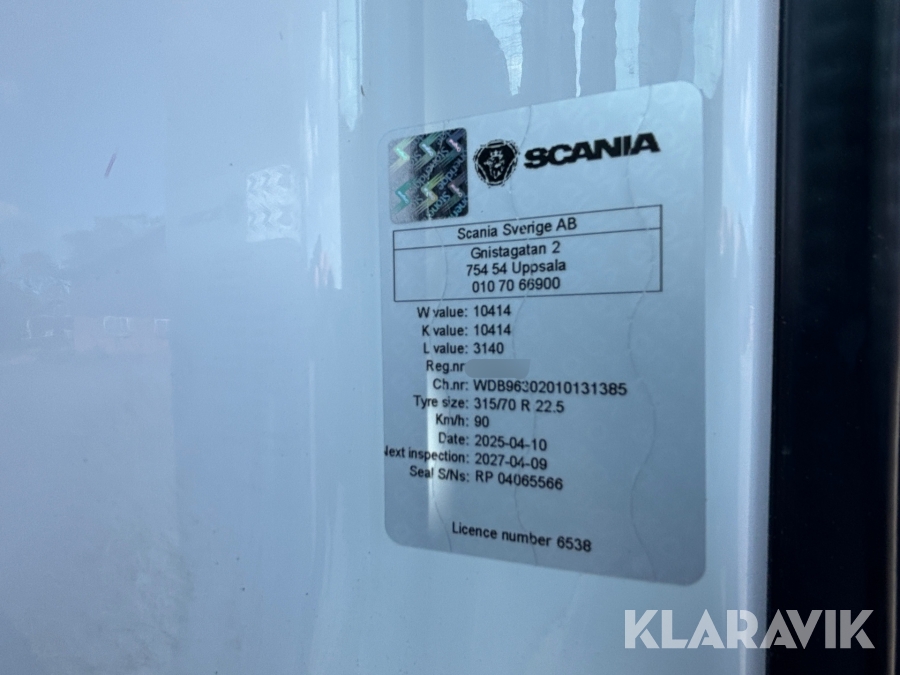 SCANIA
Scania Sverige AB
Gnistagatan 2
754 54 Uppsala
010 70 66900
W value: 10414
K value: 10414
L value: 3140
Reg.nr
Ch.nr: WDB96302010131385
Tyre size: 315/70 R 22.5
Km/h: 90
Date: 2025-04-10
Next inspection: 2027-04-09
Seal S/Ns: RP 04065566
Licence number 6538
KLARAVIK